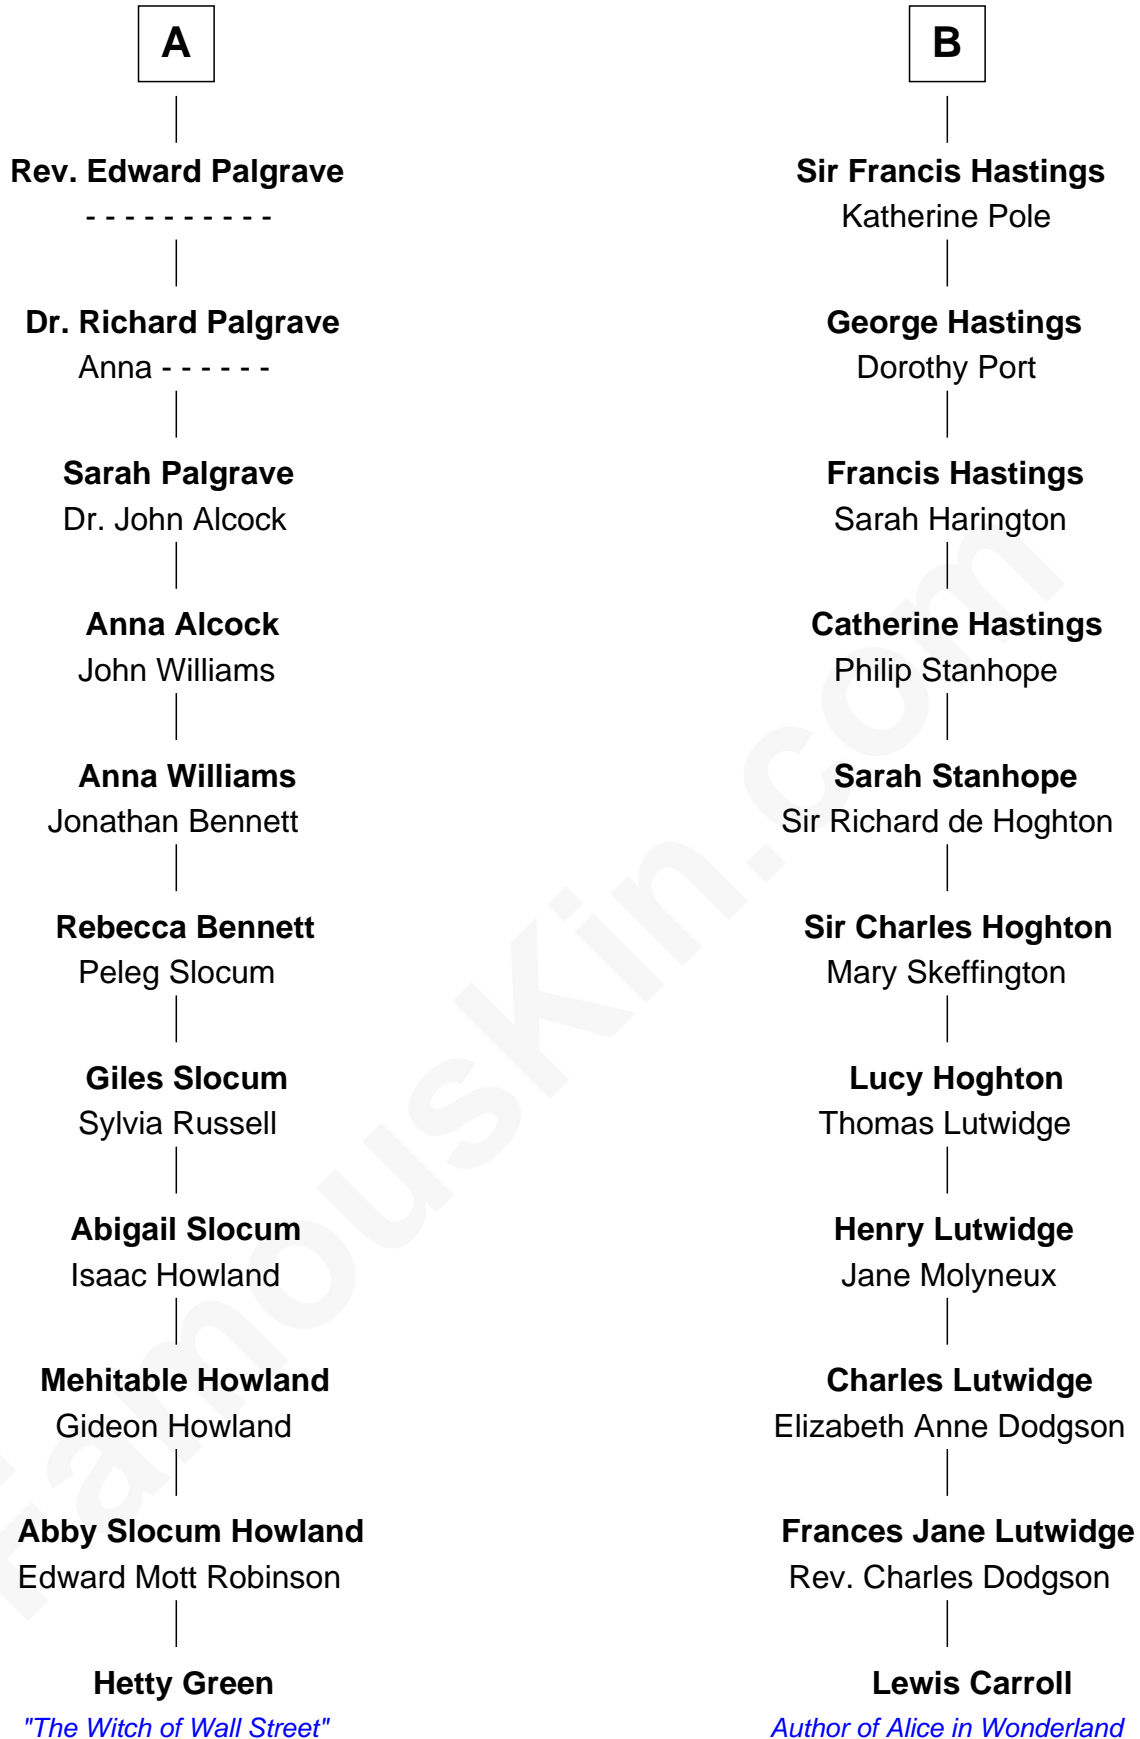 A
Rev. Edward Palgrave
- - - - - - - - - -
Dr. Richard Palgrave
Anna - - - - - -
Sarah Palgrave
Dr. John Alcock
Anna Alcock
John Williams
Anna Williams
Jonathan Bennett
Rebecca Bennett
Peleg Slocum
Giles Slocum
Sylvia Russell
Abigail Slocum
Isaac Howland
Mehitable Howland
Gideon Howland
Abby Slocum Howland
Edward Mott Robinson
Hetty Green
"The Witch of Wall Street"
B
Sir Francis Hastings
Katherine Pole
George Hastings
Dorothy Port
Francis Hastings
Sarah Harington
Catherine Hastings
Philip Stanhope
Sarah Stanhope
Sir Richard de Hoghton
Sir Charles Hoghton
Mary Skeffington
Lucy Hoghton
Thomas Lutwidge
Henry Lutwidge
Jane Molyneux
Charles Lutwidge
Elizabeth Anne Dodgson
Frances Jane Lutwidge
Rev. Charles Dodgson
Lewis Carroll
Author of Alice in Wonderland
FamousKin.com